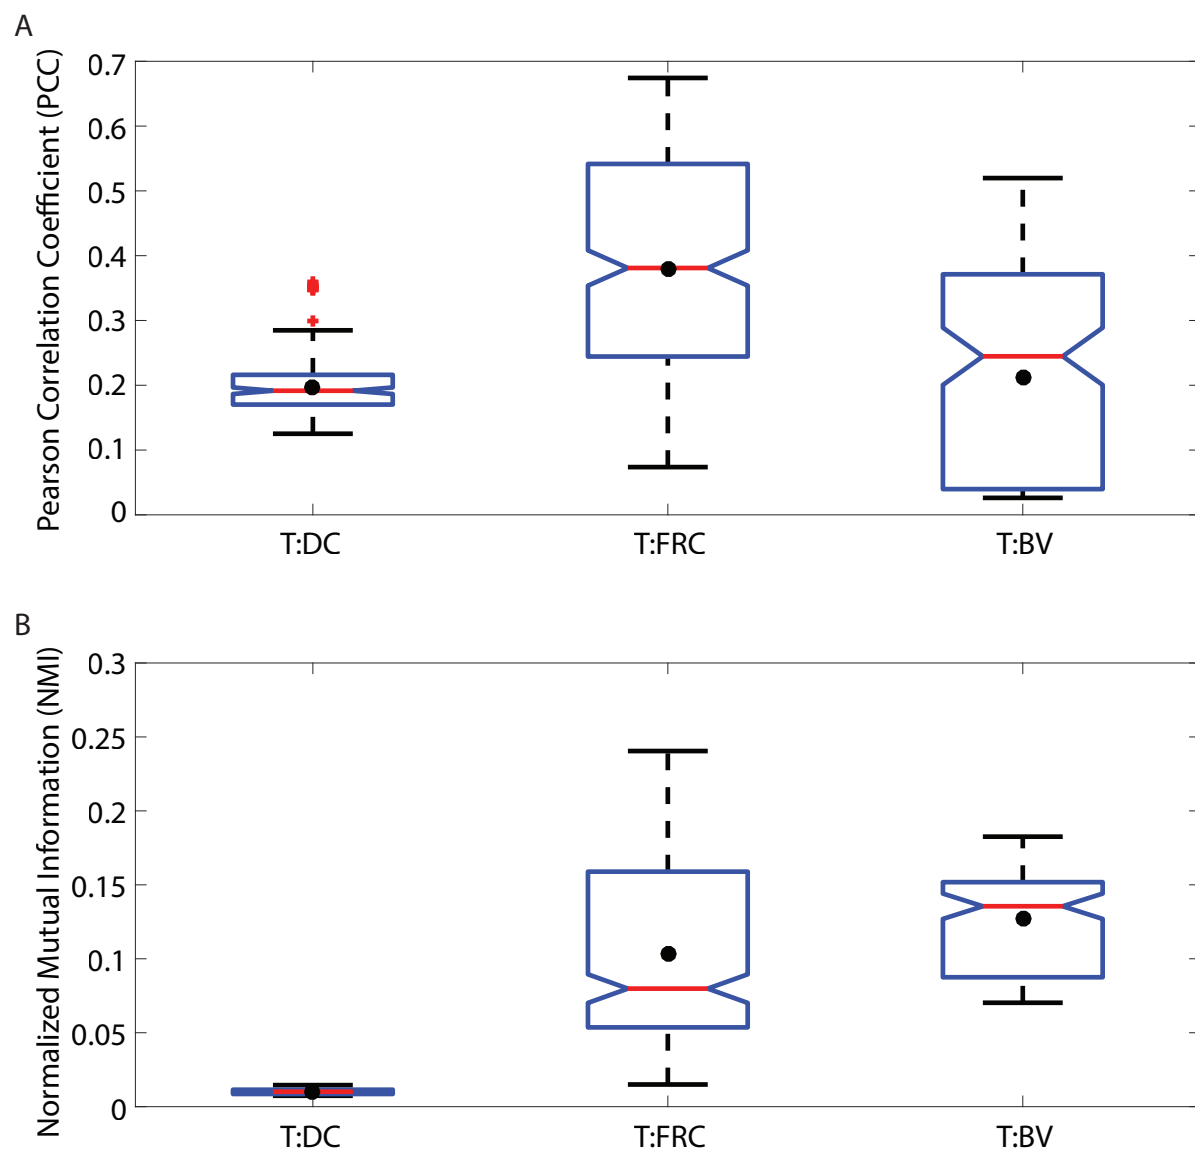 A
Pearson Correlation Coefficient (PCC)
0.7
0.6
0.5
0.4
0.3
0.2
0.1
0
T:DC T:FRC T:BV
B
Normalized Mutual Information (NMI)
0.3
0.25
0.2
0.15
0.1
0.05
0
T:DC T:FRC T:BV